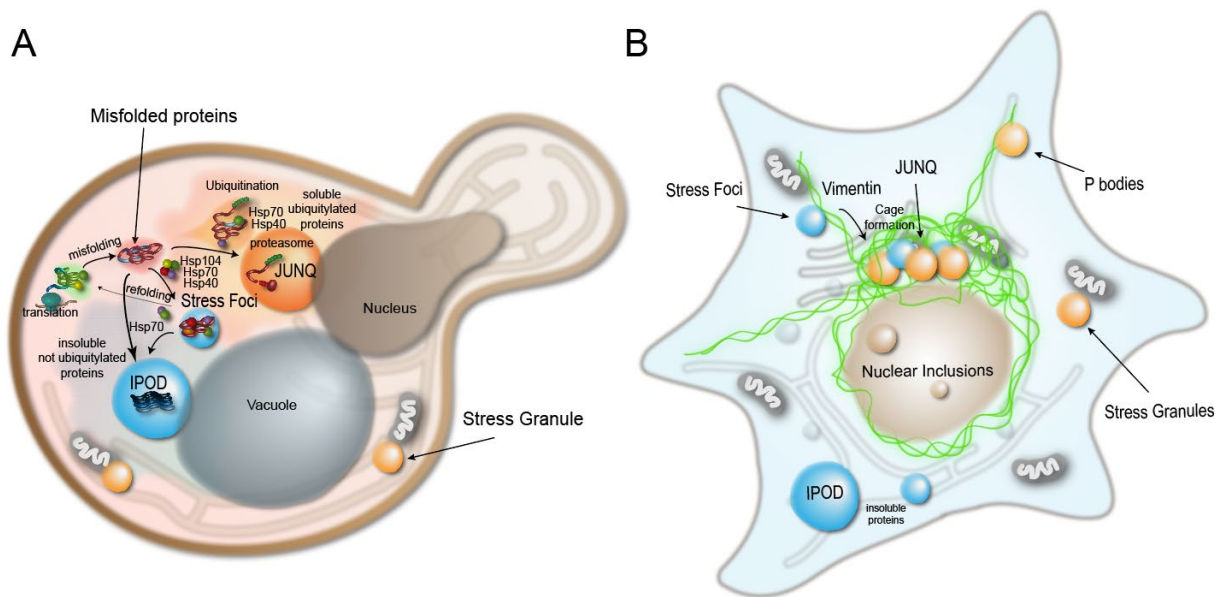 A
Misfolded proteins
Ubiquitination
Hsp70
Hsp40
soluble
ubiquitylated
proteins
misfolding
proteasome
JUNQ
Hsp104
Hsp70
Hsp40
translation
refolding
Stress Foci
Hsp70
insoluble
not ubiquitylated
proteins
IPOD
Nucleus
Vacuole
Stress Granule
B
Stress Foci
Vimentin
Cage
formation
JUNQ
P bodies
Nuclear Inclusions
Stress Granules
IPOD
insoluble
proteins